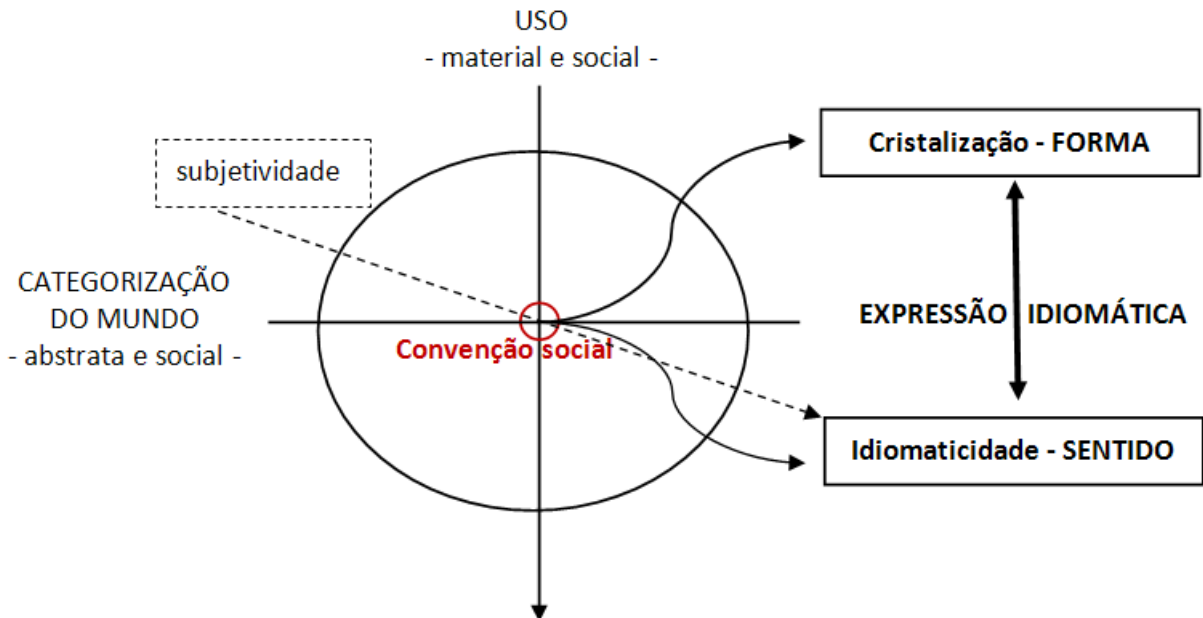 USO
- material e social -
Cristalização - FORMA
subjetividade
CATEGORIZAÇÃO
DO MUNDO
- abstrata e social -
Convenção social
EXPRESSÃO IDIOMÁTICA
Idiomaticidade - SENTIDO